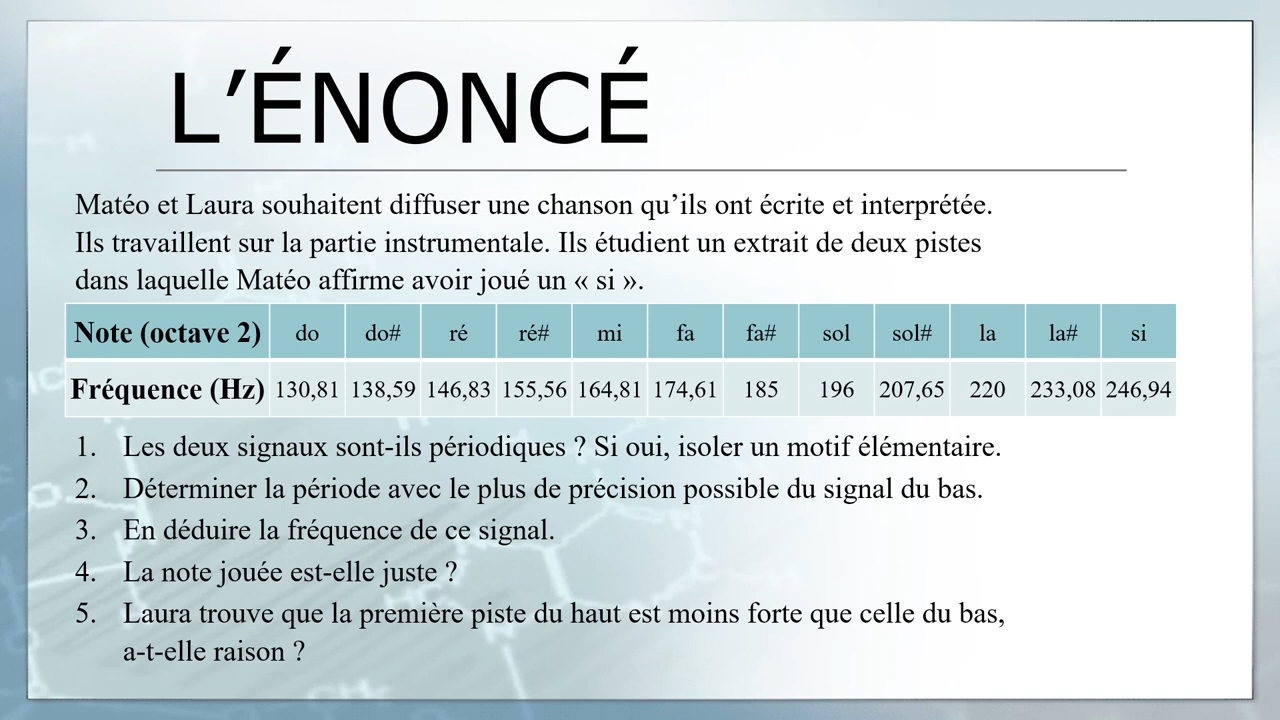 L’ÉNONCÉ
Matéo et Laura souhaitent diffuser une chanson qu’ils ont écrite et interprétée.
Ils travaillent sur la partie instrumentale. Ils étudient un extrait de deux pistes
dans laquelle Matéo affirme avoir joué un « si ».
Note (octave 2) do do# ré ré# mi fa fa# sol sol# la la# si
Fréquence (Hz) 130,81 138,59 146,83 155,56 164,81 174,61 185 196 207,65 220 233,08 246,94
1. Les deux signaux sont-ils périodiques ? Si oui, isoler un motif élémentaire.
2. Déterminer la période avec le plus de précision possible du signal du bas.
3. En déduire la fréquence de ce signal.
4. La note jouée est-elle juste ?
5. Laura trouve que la première piste du haut est moins forte que celle du bas,
a-t-elle raison ?